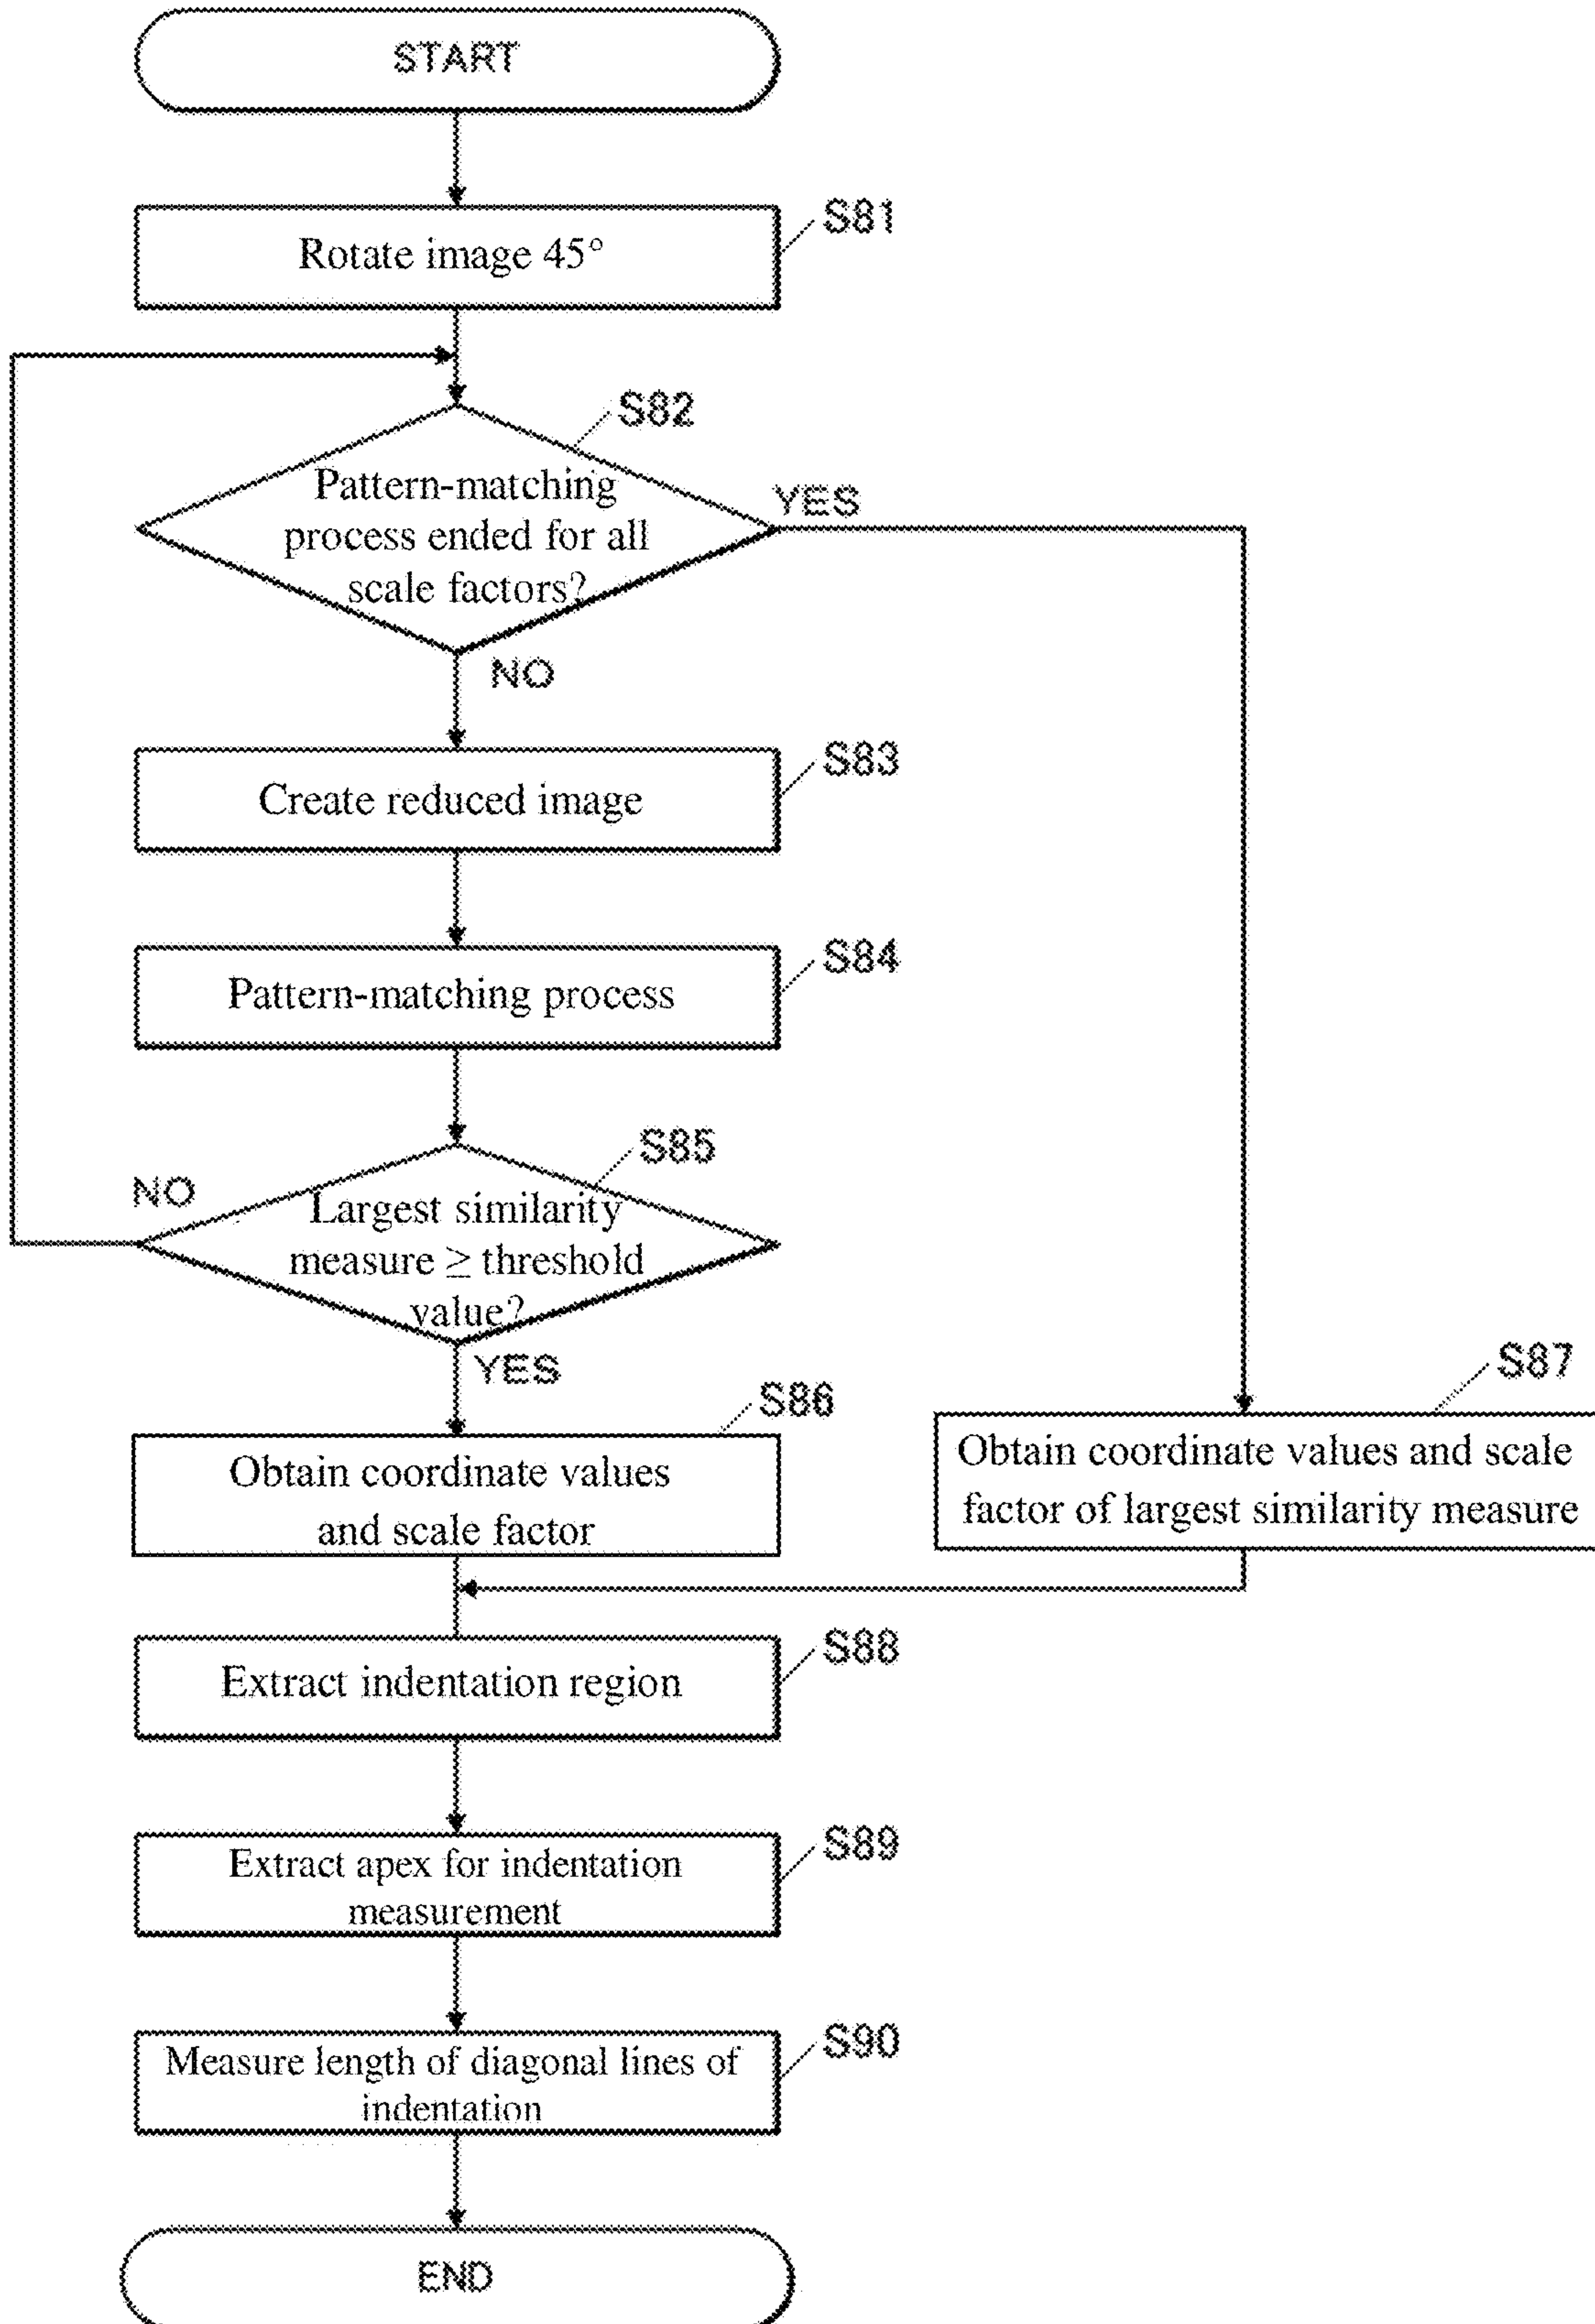 START
S81
Rotate image 45°
S82
Pattern-matching
process ended for all
scale factors?
YES
NO
S83
Create reduced image
S84
Pattern-matching process
S85
NO
Largest similarity
measure ≥ threshold
value?
YES
S86
Obtain coordinate values
and scale factor
S87
Obtain coordinate values and scale
factor of largest similarity measure
S88
Extract indentation region
S89
Extract apex for indentation
measurement
S90
Measure length of diagonal lines of
indentation
END